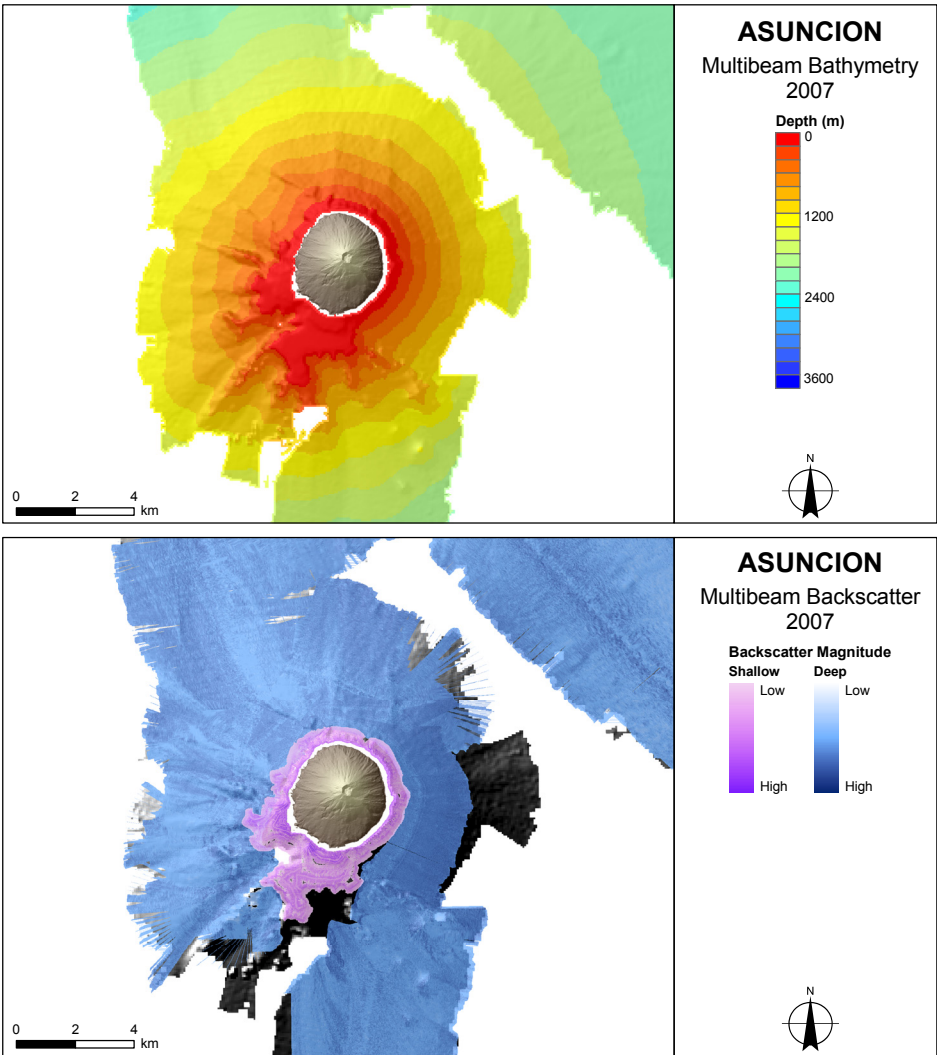 ASUNCION
Multibeam Bathymetry
2007
Depth (m)
0
1200
2400
3600
N
0 2 4
km
ASUNCION
Multibeam Backscatter
2007
Backscatter Magnitude
Shallow Deep
Low Low
High High
N
0 2 4
km